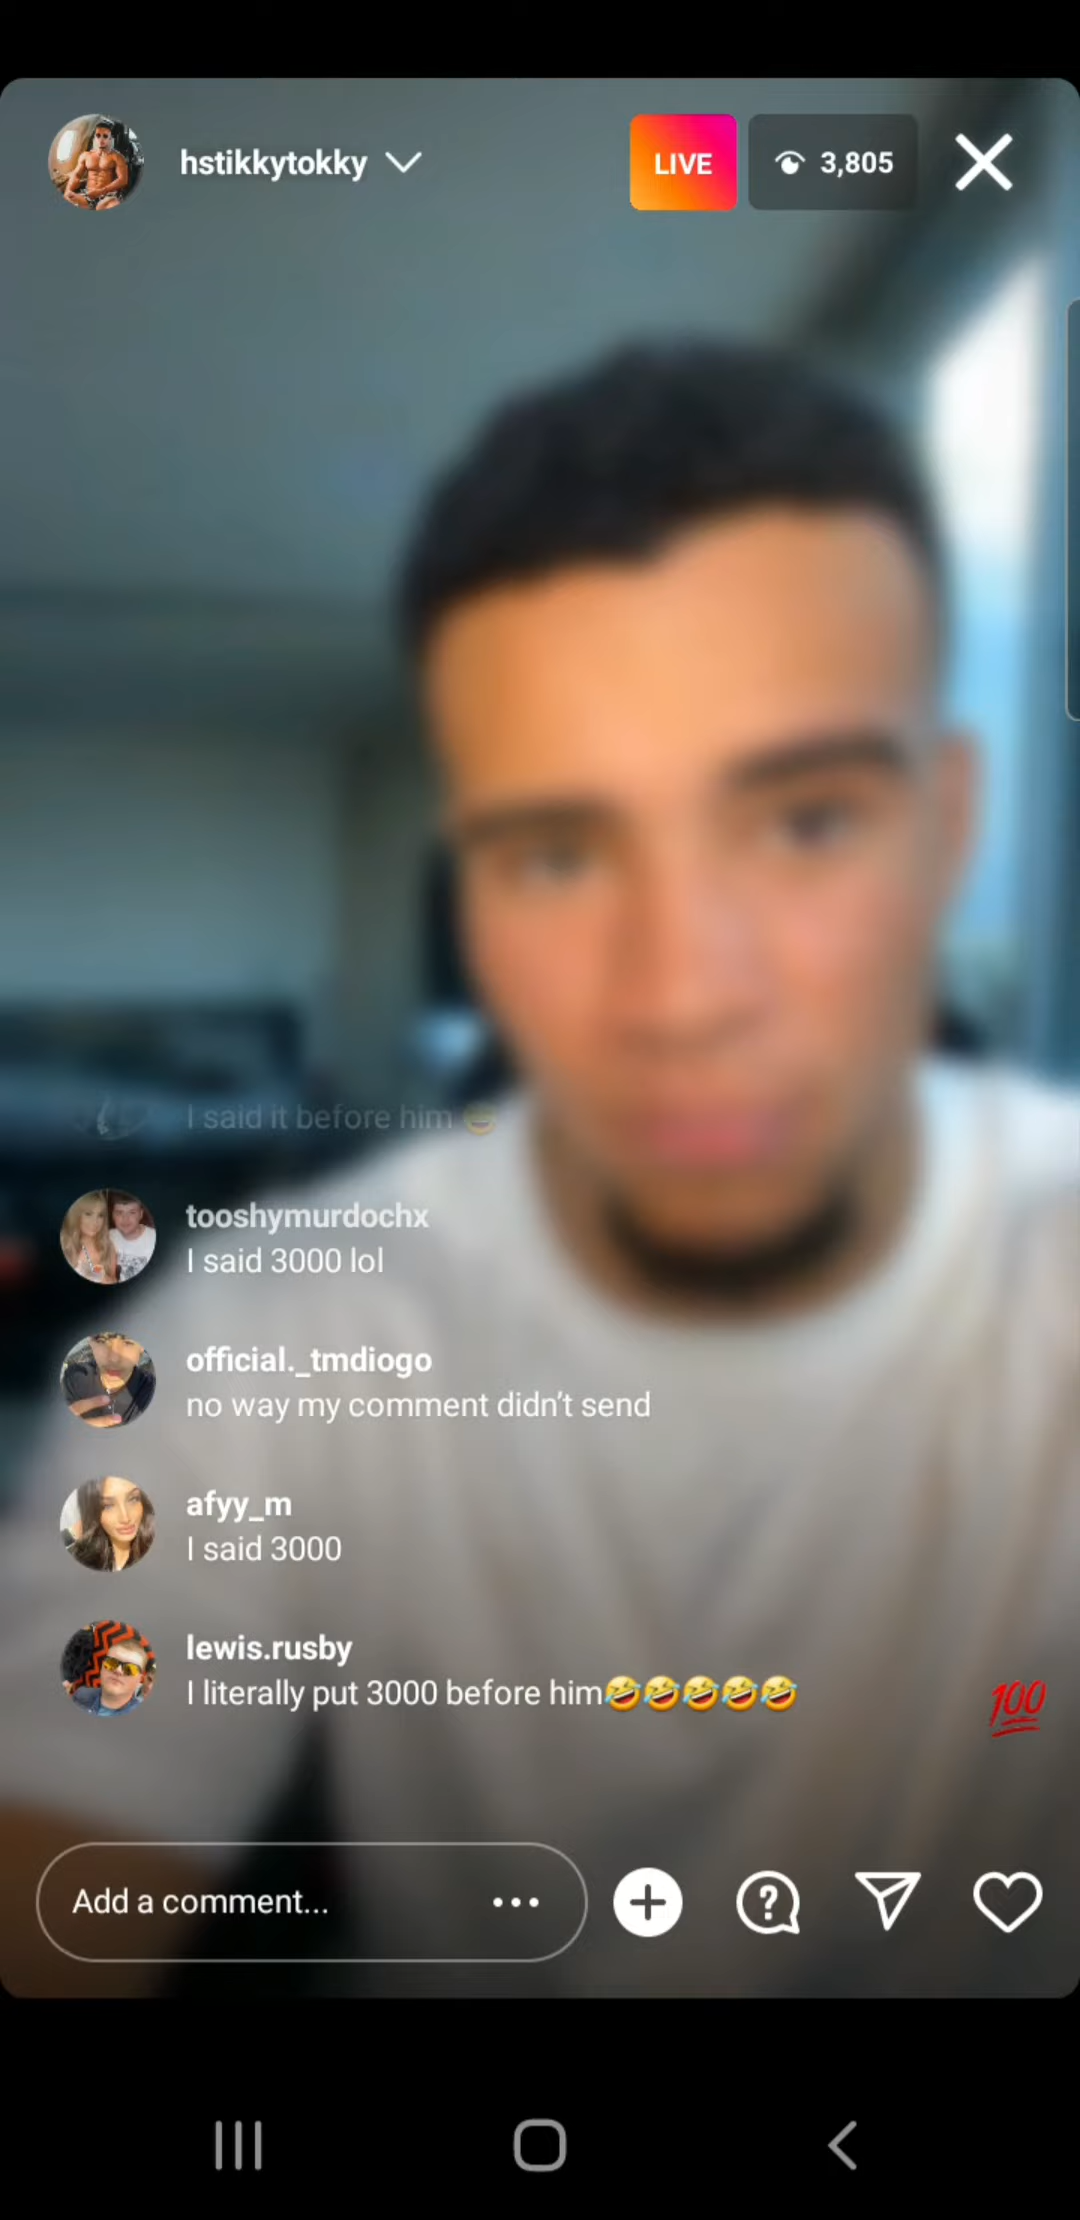 hstikkytokky
LIVE
3,805
I said it before him 😅
tooshymurdochx
I said 3000 lol
official._tmdiogo
no way my comment didn't send
afyy_m
I said 3000
lewis.rusby
I literally put 3000 before him🤣🤣🤣🤣🤣
💯
Add a comment...